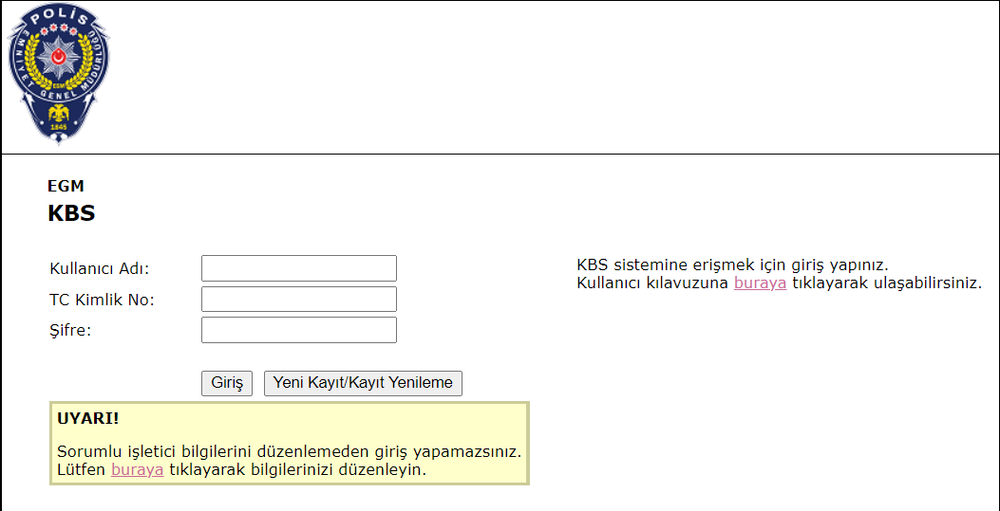 POLİS
EMNİYET GENEL MÜDÜRLÜĞÜ
EGM
1845
EGM
KBS
Kullanıcı Adı:
TC Kimlik No:
Şifre:
KBS sistemine erişmek için giriş yapınız.
Kullanıcı kılavuzuna buraya tıklayarak ulaşabilirsiniz.
Giriş
Yeni Kayıt/Kayıt Yenileme
UYARI!
Sorumlu işletici bilgilerini düzenlemeden giriş yapamazsınız.
Lütfen buraya tıklayarak bilgilerinizi düzenleyin.